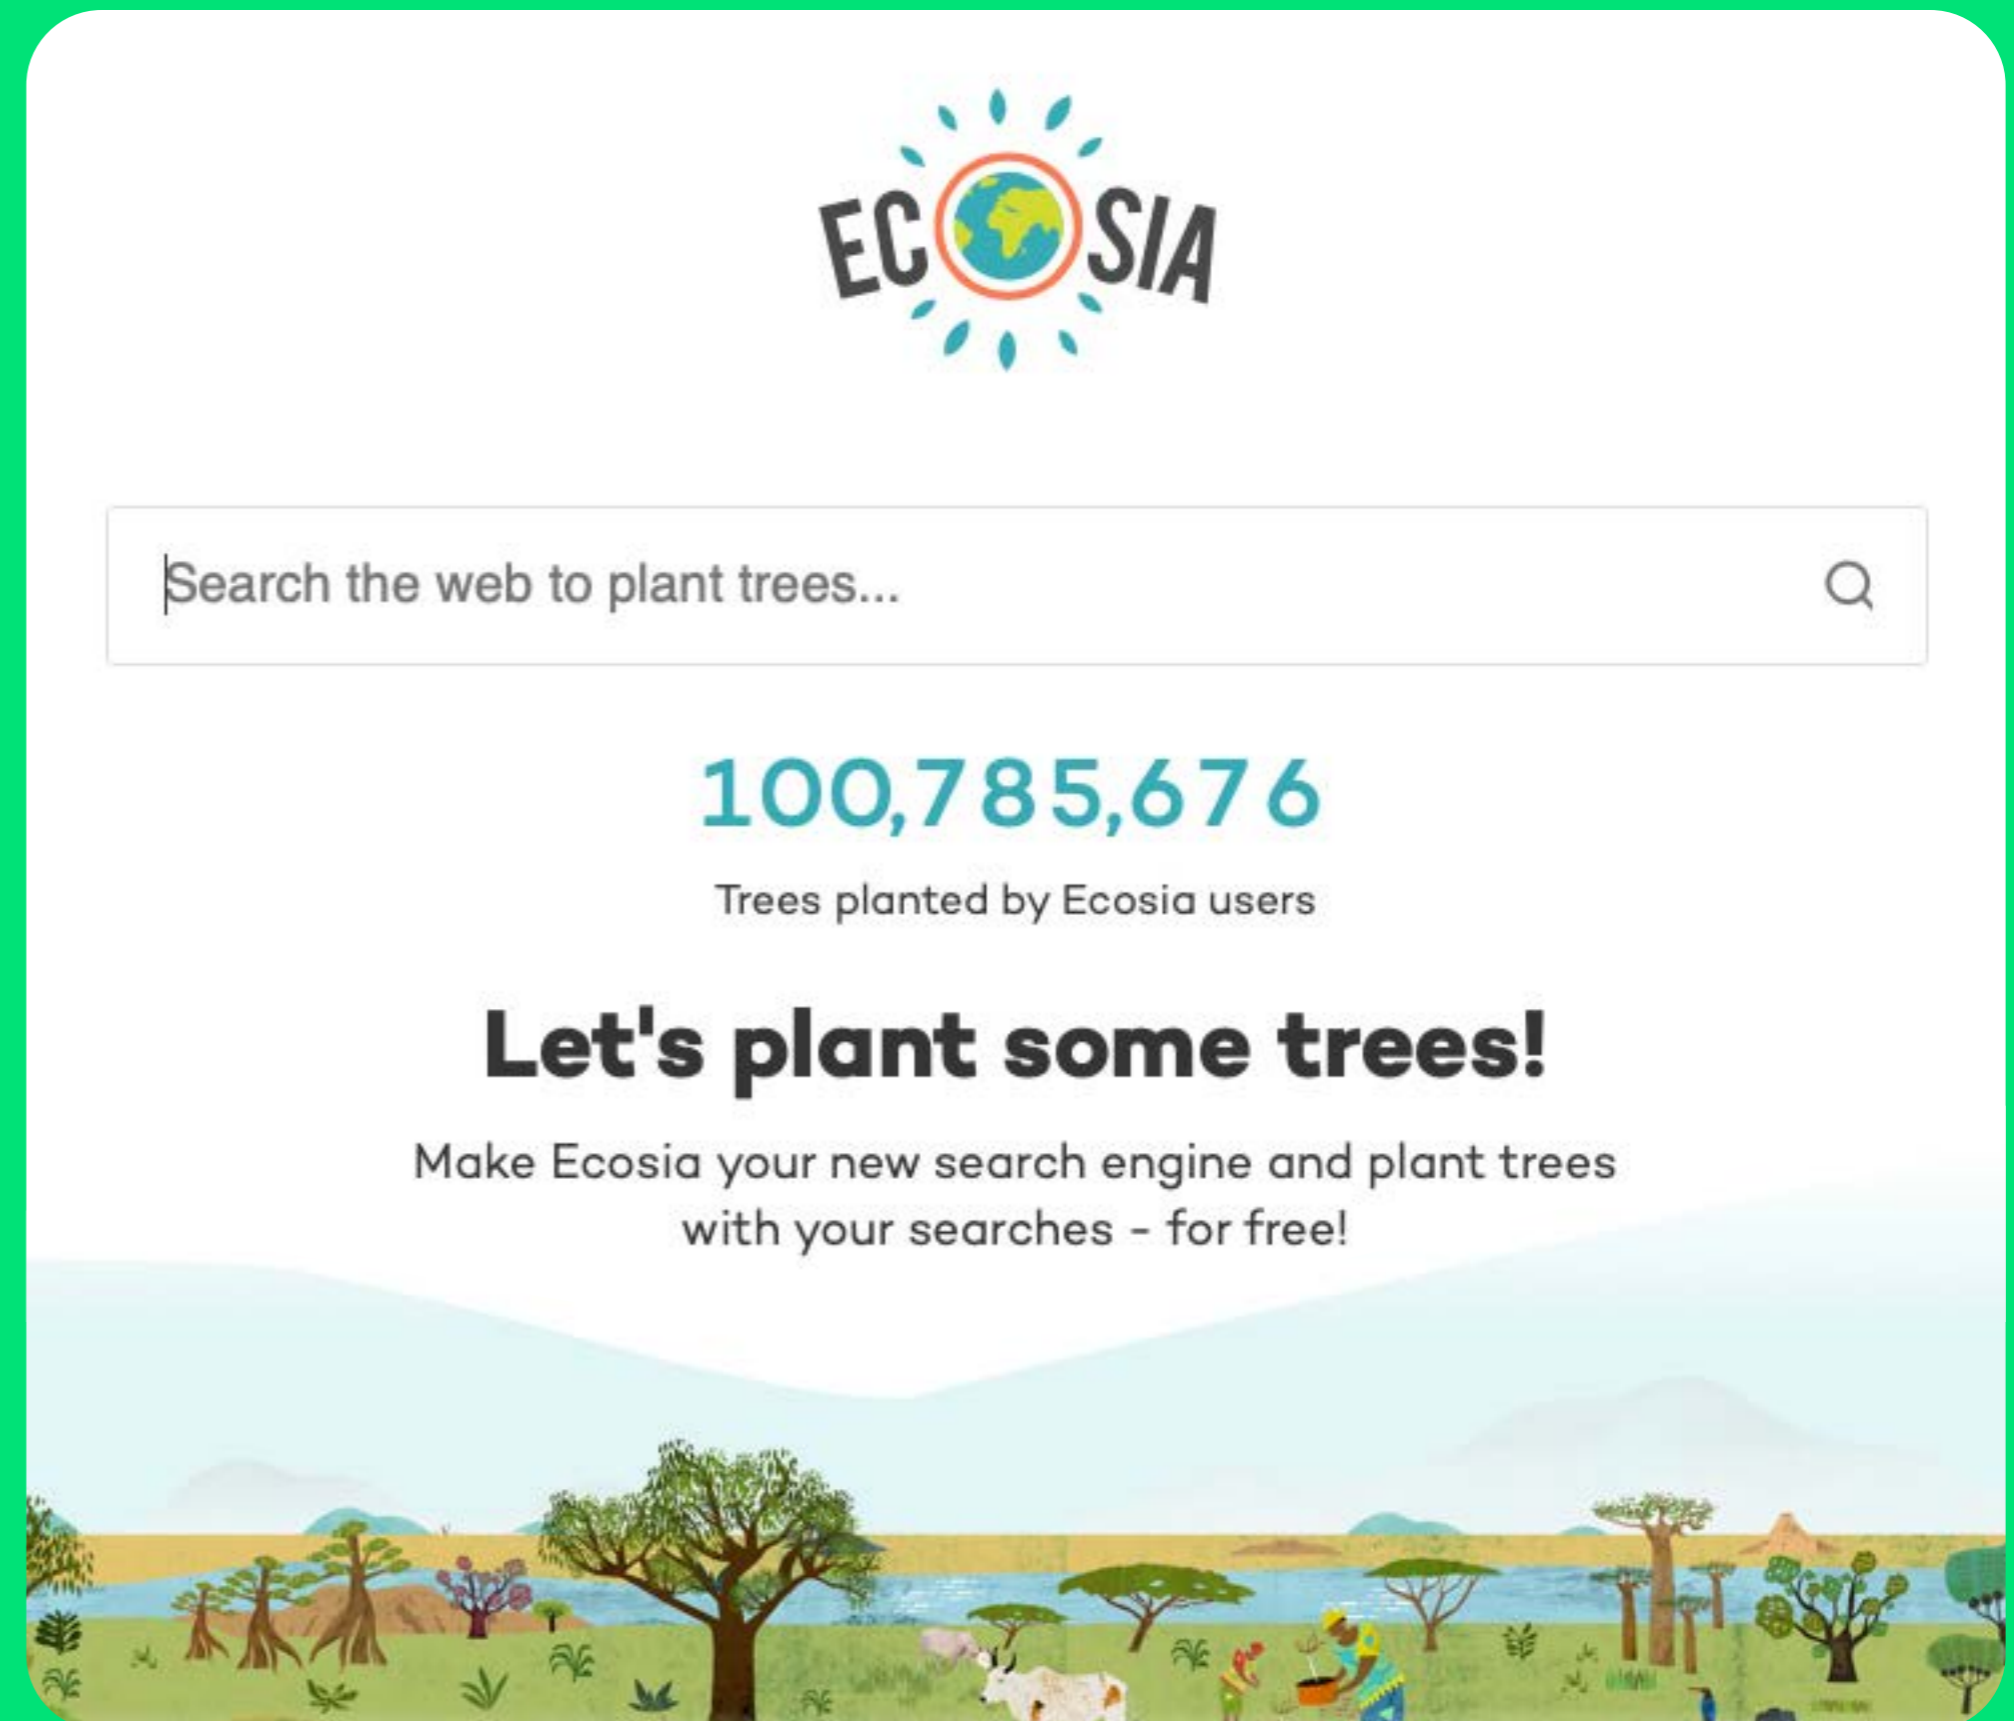 ECOSIA
Search the web to plant trees...
100,785,676
Trees planted by Ecosia users
Let's plant some trees!
Make Ecosia your new search engine and plant trees
with your searches - for free!